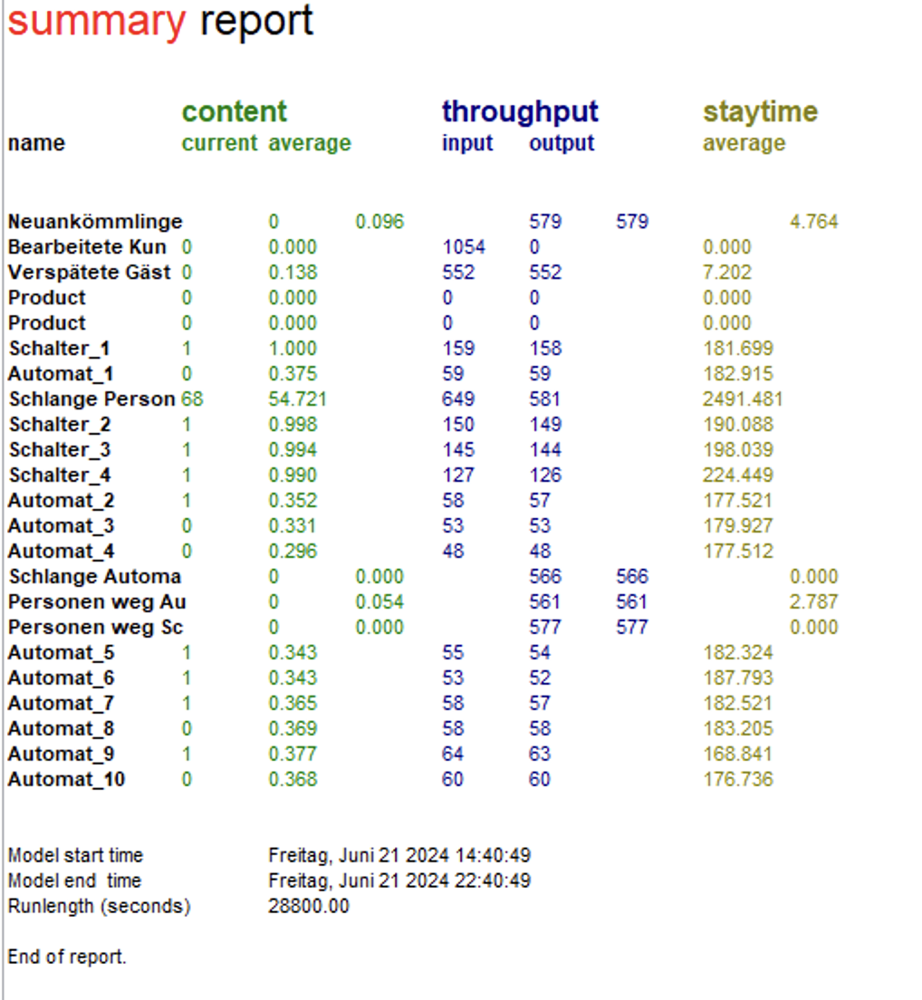 summary report
content throughput staytime
name current average input output average
Neuankömmlinge 0 0.096 579 579 4.764
Bearbeitete Kun 0 0.000 1054 0 0.000
Verspätete Gäst 0 0.138 552 552 7.202
Product 0 0.000 0 0 0.000
Product 0 0.000 0 0 0.000
Schalter_1 1 1.000 159 158 181.699
Automat_1 0 0.375 59 59 182.915
Schlange Person 68 54.721 649 581 2491.481
Schalter_2 1 0.998 150 149 190.088
Schalter_3 1 0.994 145 144 198.039
Schalter_4 1 0.990 127 126 224.449
Automat_2 1 0.352 58 57 177.521
Automat_3 0 0.331 53 53 179.927
Automat_4 0 0.296 48 48 177.512
Schlange Automa 0 0.000 566 566 0.000
Personen weg Au 0 0.054 561 561 2.787
Personen weg Sc 0 0.000 577 577 0.000
Automat_5 1 0.343 55 54 182.324
Automat_6 1 0.343 53 52 187.793
Automat_7 1 0.365 58 57 182.521
Automat_8 0 0.369 58 58 183.205
Automat_9 1 0.377 64 63 168.841
Automat_10 0 0.368 60 60 176.736
Model start time Freitag, Juni 21 2024 14:40:49
Model end time Freitag, Juni 21 2024 22:40:49
Runlength (seconds) 28800.00
End of report.